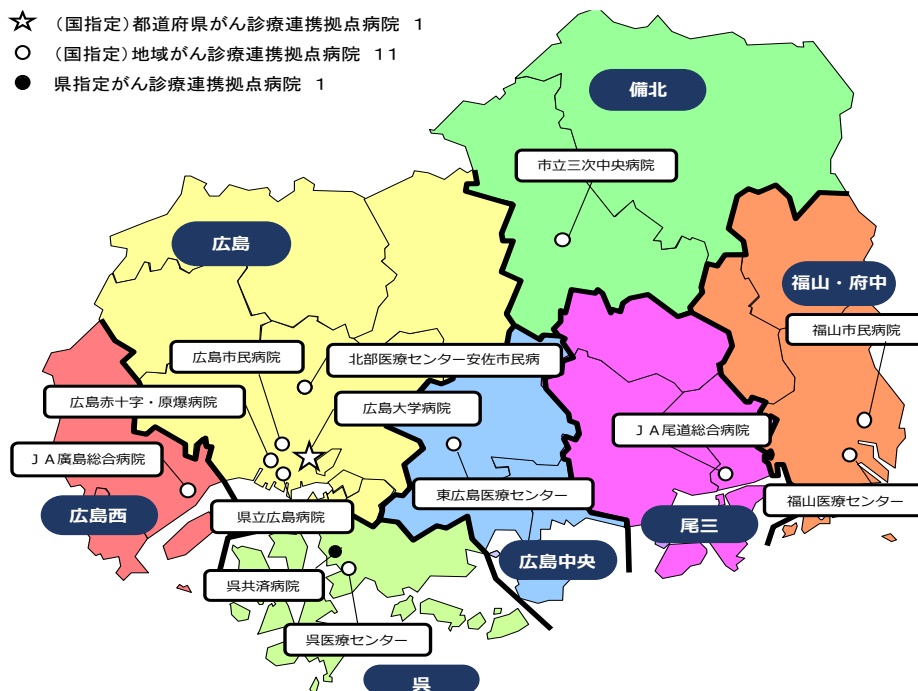 (国指定)都道府県がん診療連携拠点病院 1
(国指定)地域がん診療連携拠点病院 11
県指定がん診療連携拠点病院 1
備北
市立三次中央病院
広島
福山・府中
福山市民病院
広島市民病院
北部医療センター安佐市民病
広島赤十字・原爆病院
広島大学病院
JA尾道総合病院
JA廣島総合病院
東広島医療センター
福山医療センター
広島西
県立広島病院
尾三
広島中央
呉共済病院
呉医療センター
呉